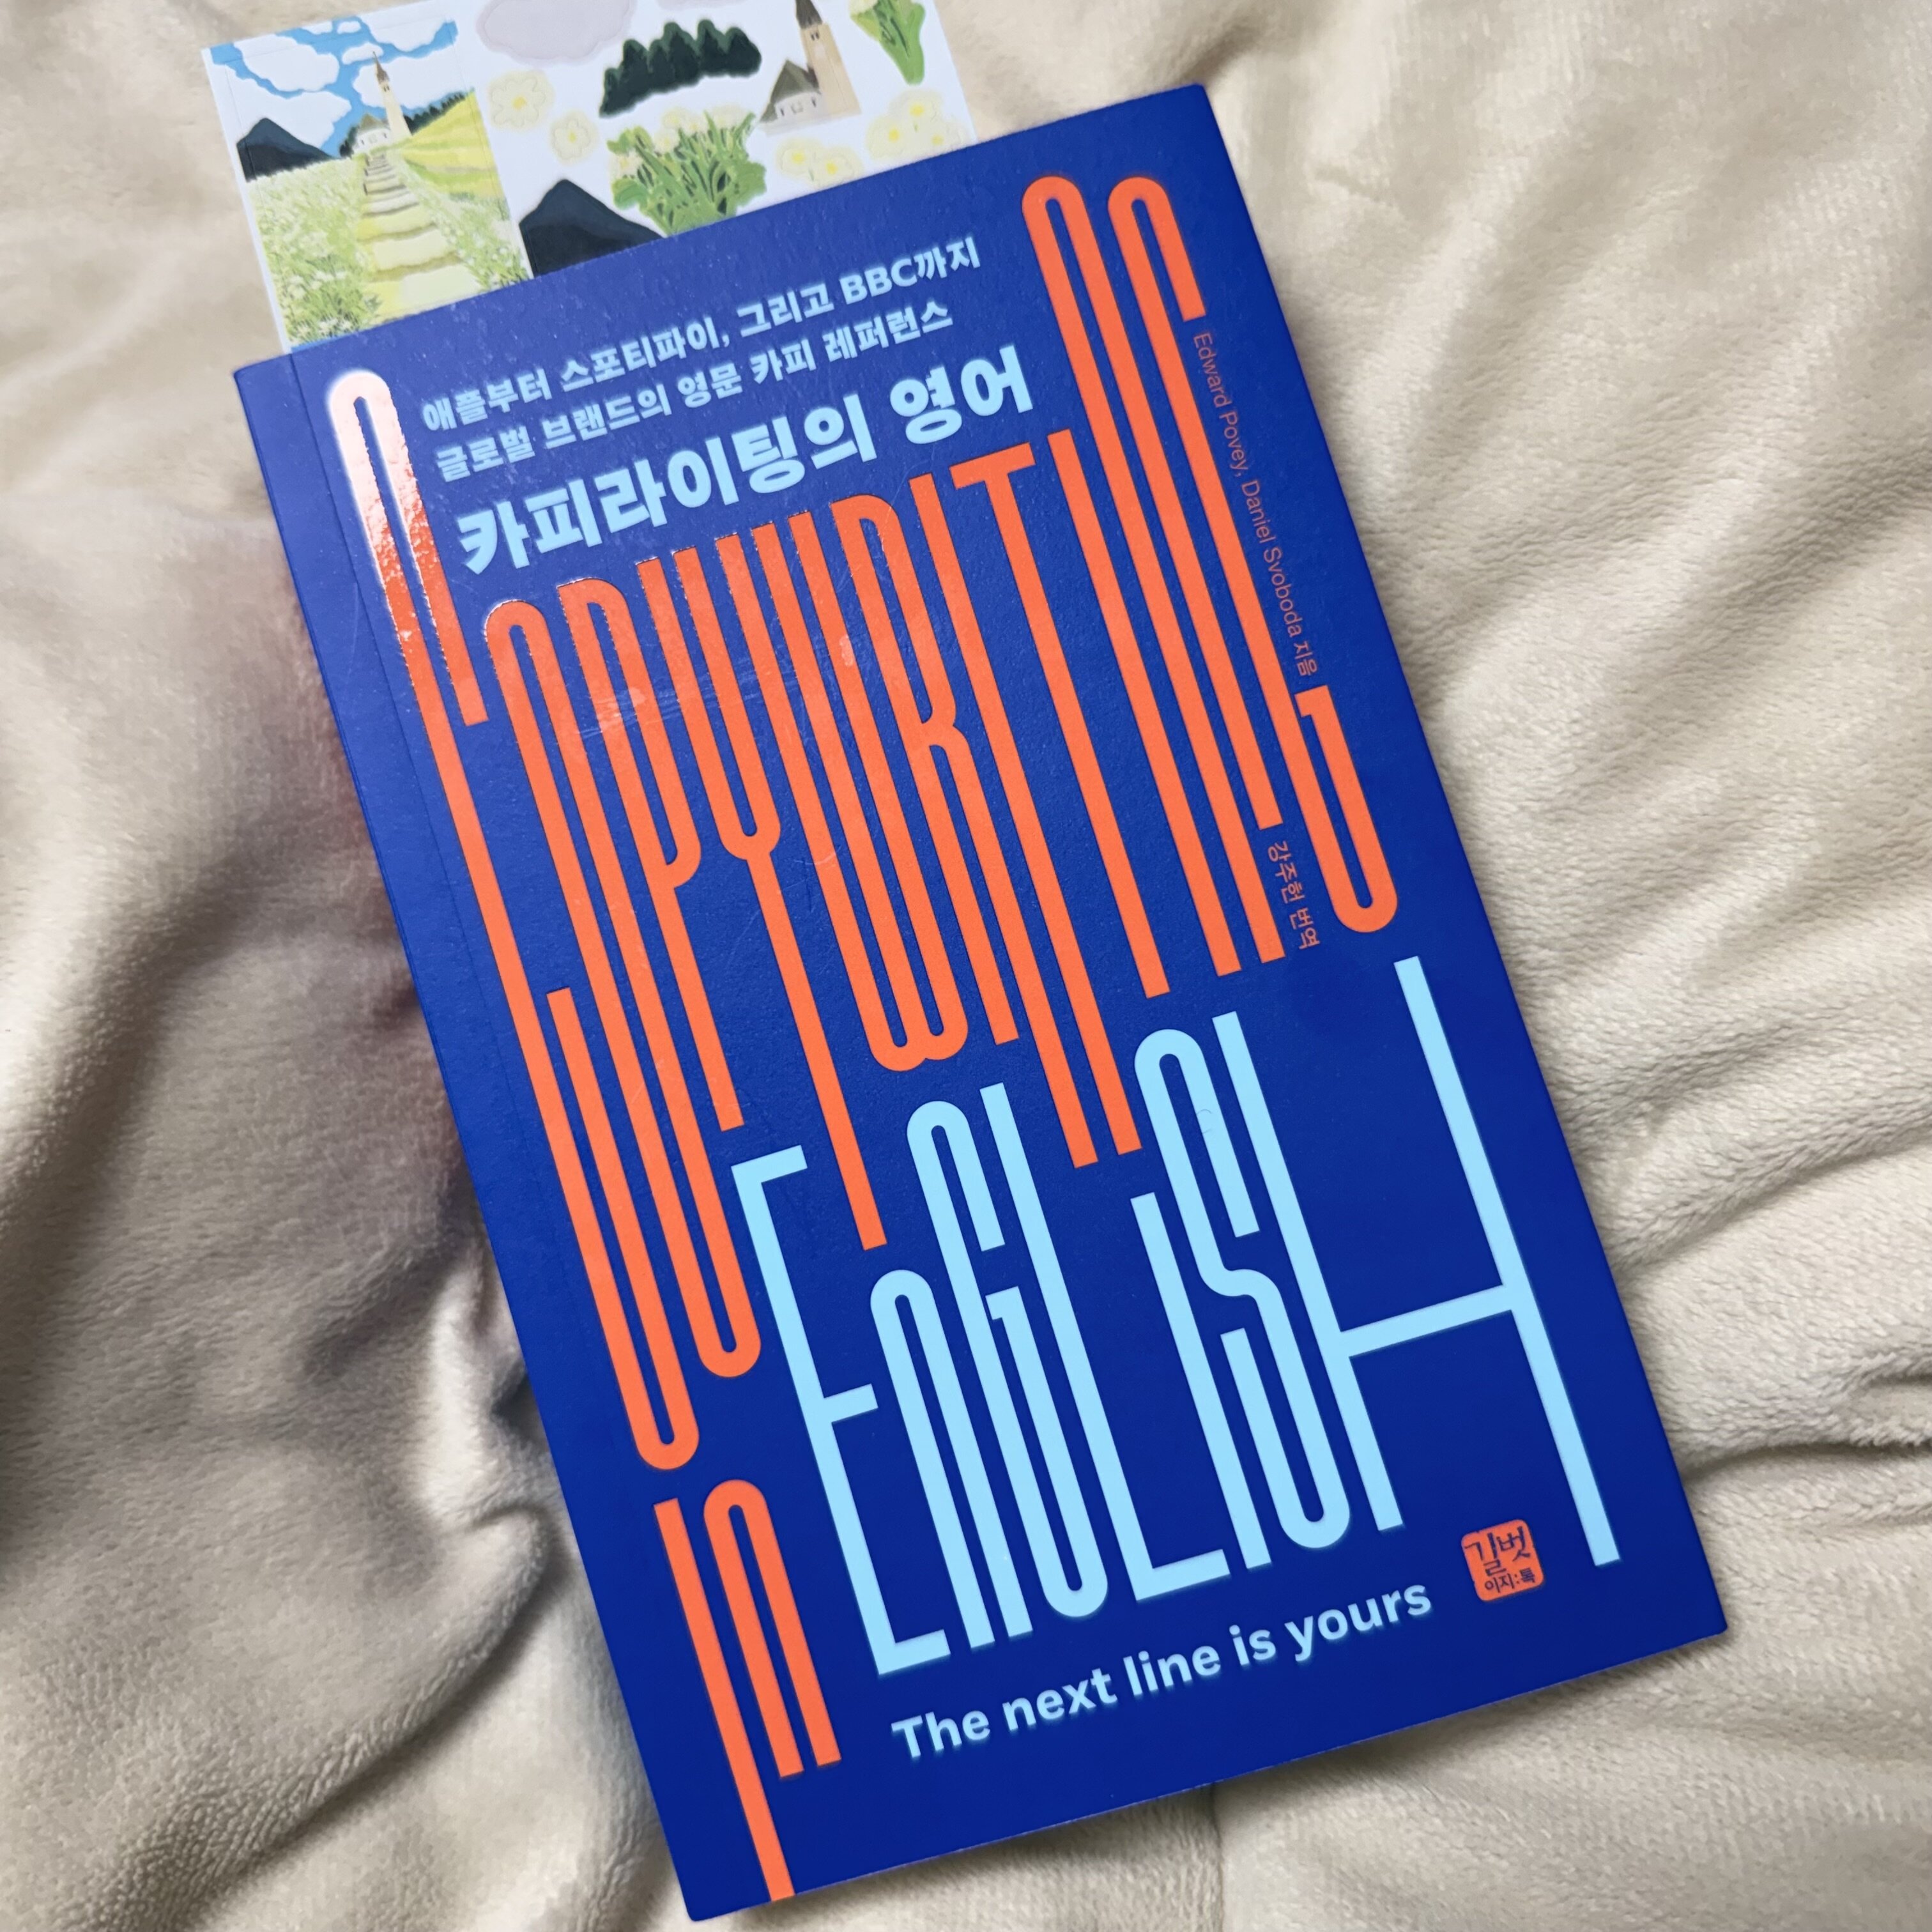 애플부터 스포티파이, 그리고 BBC까지
글로벌 브랜드의 영문 카피 레퍼런스
카피라이팅의 영어
COPYWRITING
IN
ENGLISH
Edward Povey, Daniel Svoboda 지음
강주헌 번역
The next line is yours
길벗
이지:톡